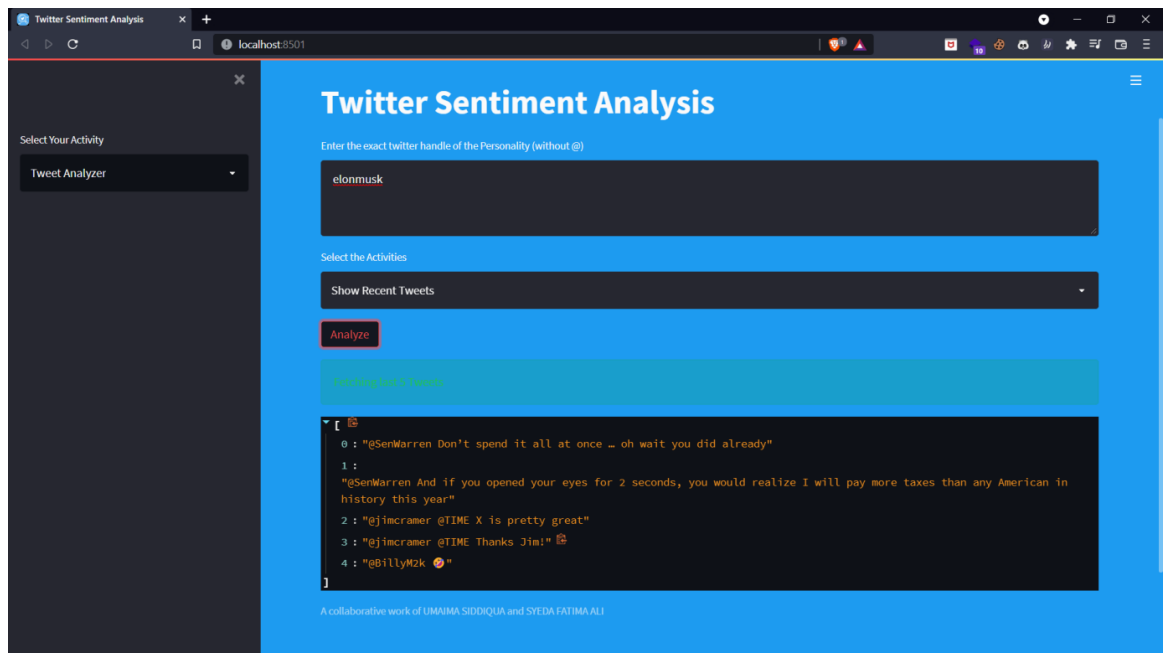 Twitter Sentiment Analysis
localhost:8501
10
Select Your Activity
Tweet Analyzer
Twitter Sentiment Analysis
Enter the exact twitter handle of the Personality (without @)
elonmusk
Select the Activities
Show Recent Tweets
Analyze
Fetching last 5 Tweets
[
0 : "@SenWarren Don’t spend it all at once … oh wait you did already"
1 :
"@SenWarren And if you opened your eyes for 2 seconds, you would realize I will pay more taxes than any American in
history this year"
2 : "@jimcramer @TIME X is pretty great"
3 : "@jimcramer @TIME Thanks Jim!"
4 : "@BillyM2k 🤣"
]
A collaborative work of UMAIMA SIDDIQUA and SYEDA FATIMA ALI